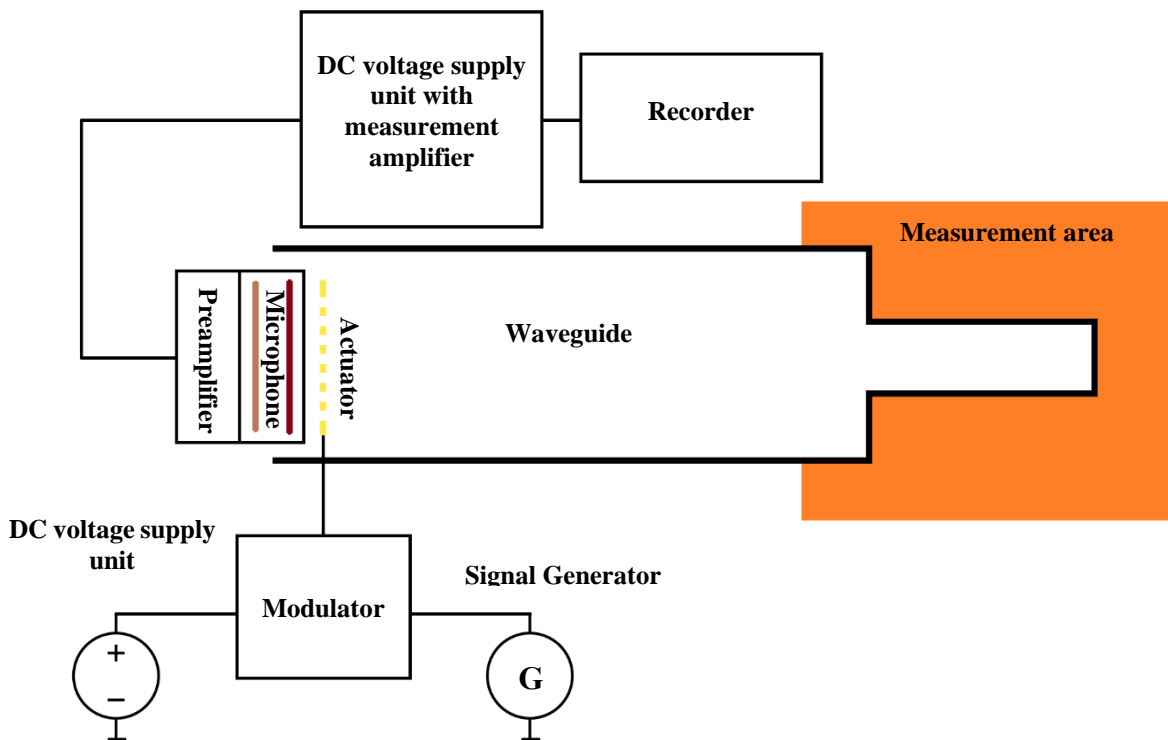 DC voltage supply
unit with
measurement
amplifier
Recorder
Measurement area
Preamplifier
Microphone
Actuator
Waveguide
DC voltage supply
unit
Modulator
Signal Generator
+
−
G